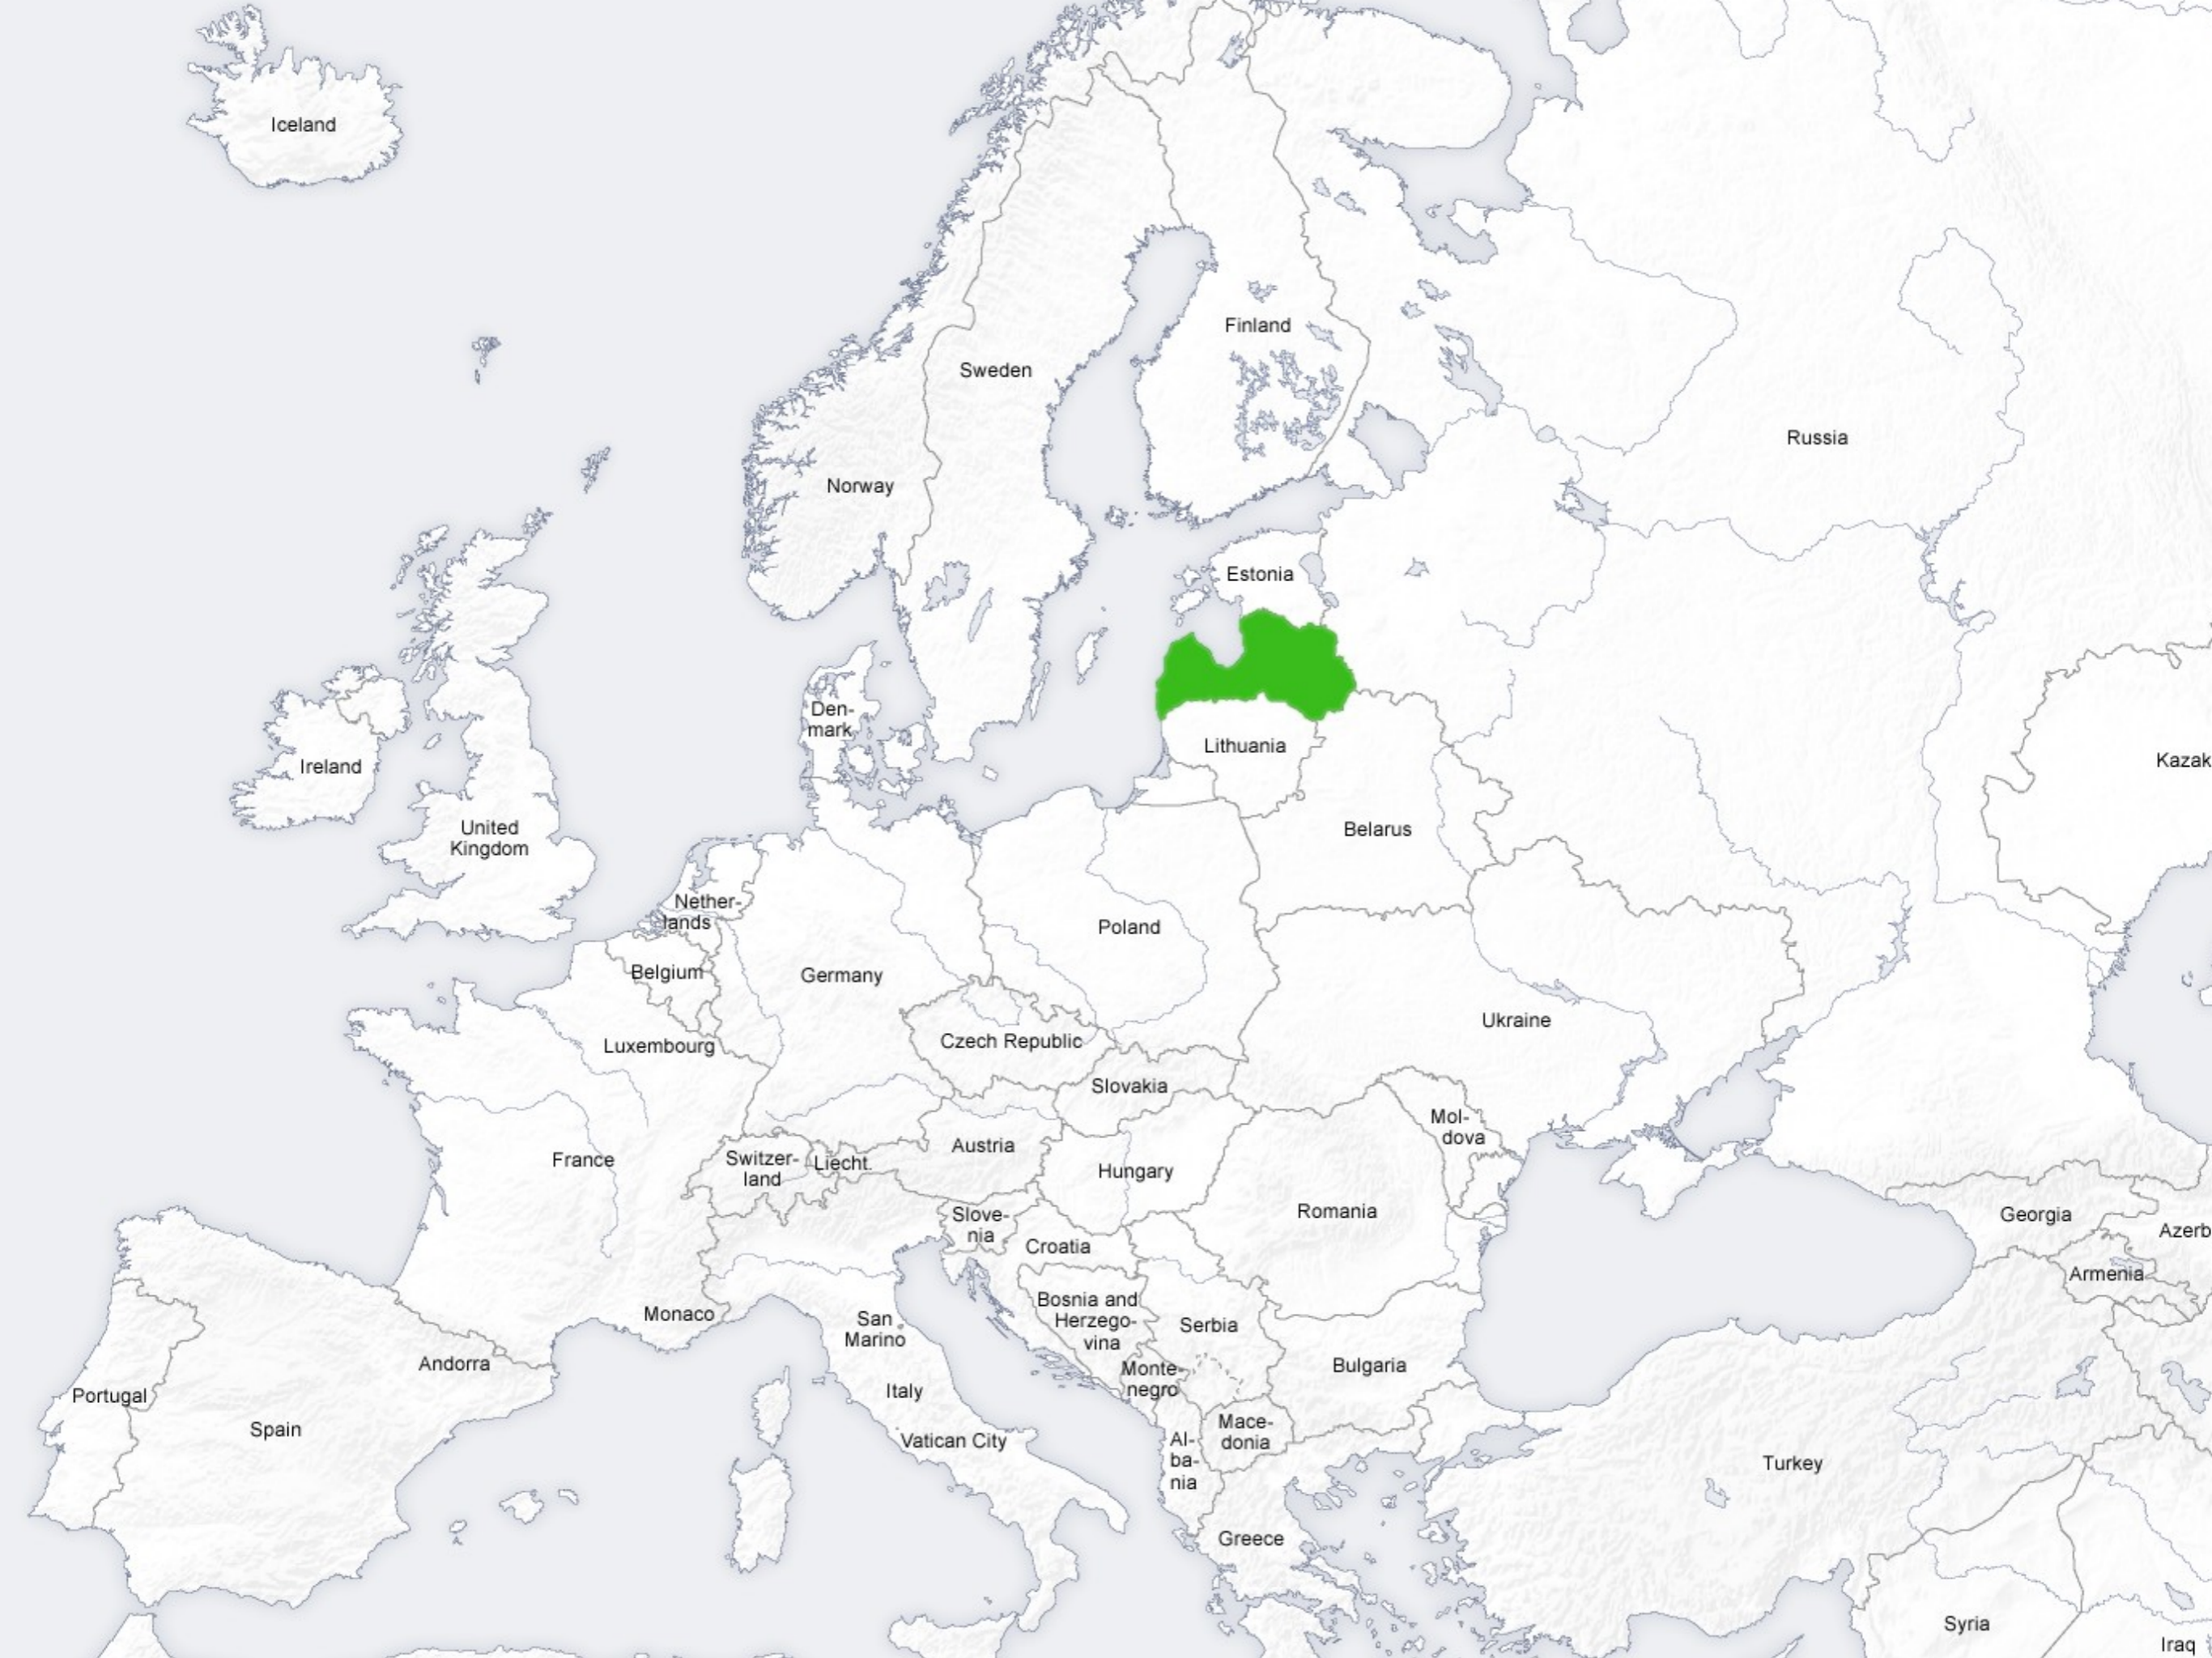 Iceland
Finland
Sweden
Russia
Norway
Estonia
Den-
mark
Lithuania
Kazak
Ireland
United
Kingdom
Belarus
Nether-
lands
Poland
Belgium
Germany
Ukraine
Czech Republic
Luxembourg
Slovakia
Mol-
dova
Austria
France
Switzer-
land
Liecht.
Hungary
Romania
Slove-
nia
Georgia
Azerb
Croatia
Armenia
Bosnia and
Herzego-
vina
Monaco
San
Marino
Serbia
Andorra
Bulgaria
Monte-
negro
Portugal
Italy
Spain
Mace-
donia
Vatican City
Al-
ba-
nia
Turkey
Greece
Syria
Iraq